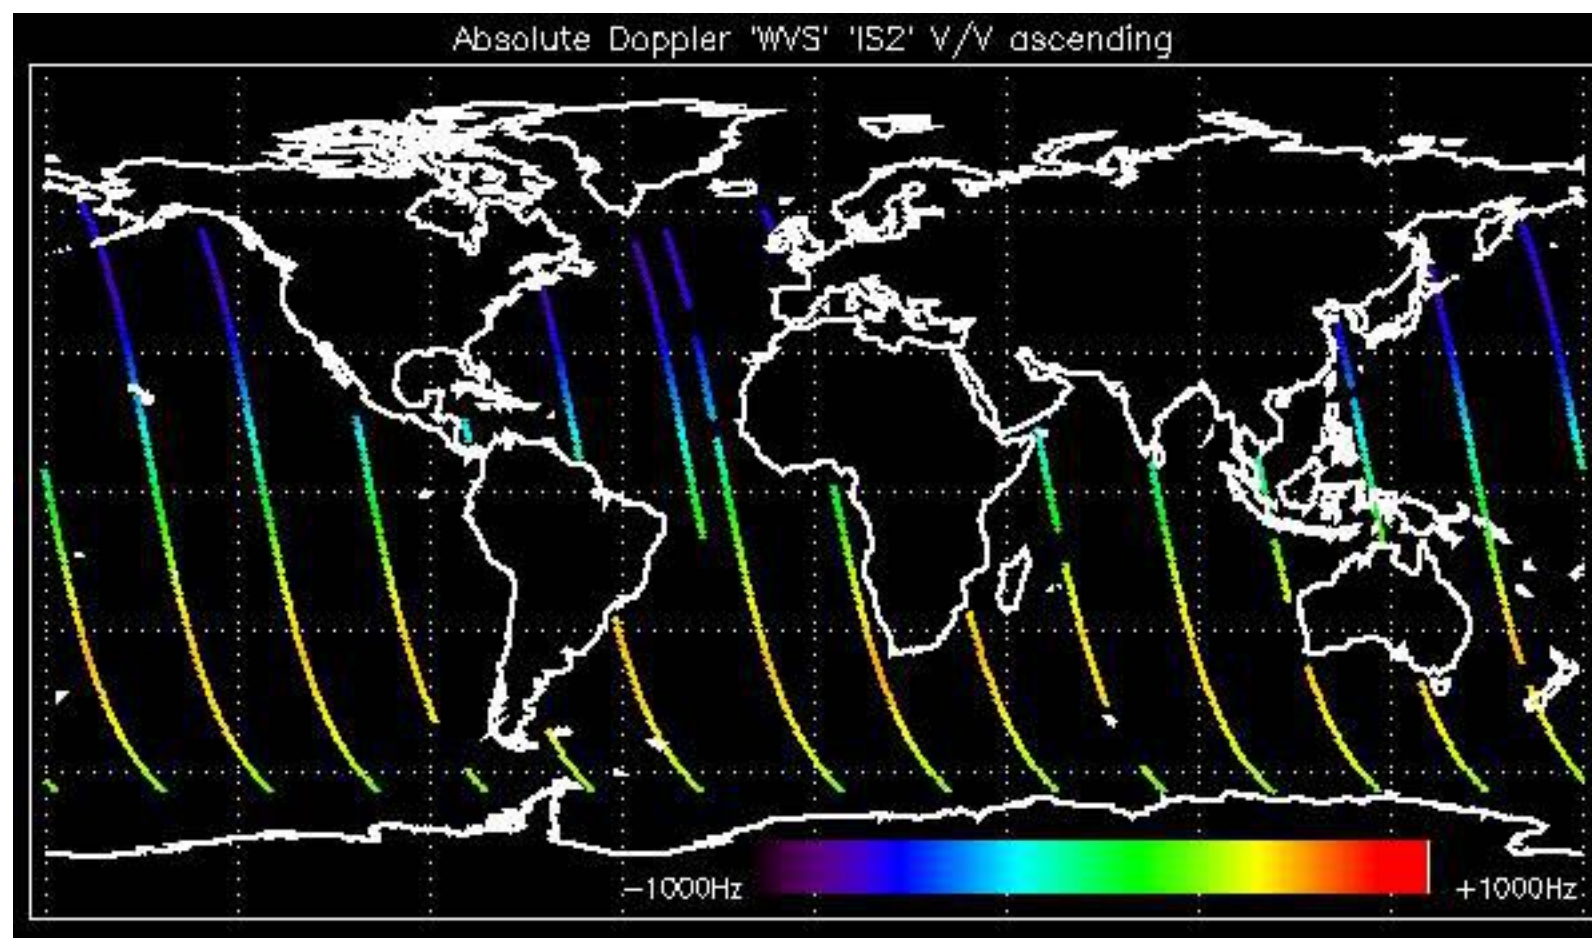 Absolute Doppler 'WVS' 'IS2' V/V ascending
-1000Hz
+1000Hz